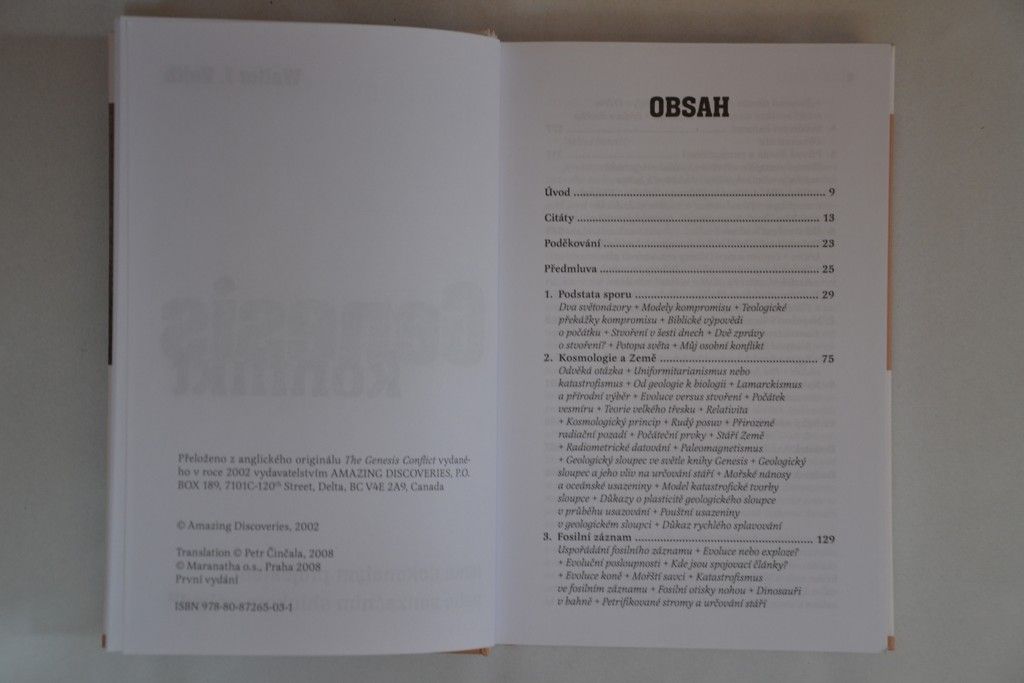 Přeloženo z anglického originálu The Genesis Conflict vydané-
ho v roce 2002 vydavatelstvím AMAZING DISCOVERIES, P.O.
BOX 189, 7101C-120th Street, Delta, BC V4E 2A9, Canada
© Amazing Discoveries, 2002
Translation © Petr Činčala, 2008
© Maranatha o.s., Praha 2008
První vydání
ISBN 978-80-87265-03-1
OBSAH
Úvod ........ 9
Citáty ........ 13
Poděkování ........ 23
Předmluva ........ 25
1. Podstata sporu ........ 29
Dva světonázory + Modely kompromisu + Teologické
překážky kompromisu + Biblické výpovědi
o počátku + Stvoření v šesti dnech + Dvě zprávy
o stvoření? + Potopa světa + Můj osobní konflikt
2. Kosmologie a Země ........ 75
Odvěká otázka + Uniformitarianismus nebo
katastrofismus + Od geologie k biologii + Lamarckismus
a přírodní výběr + Evoluce versus stvoření + Počátek
vesmíru + Teorie velkého třesku + Relativita
+ Kosmologický princip + Rudý posuv + Přirozené
radiační pozadí + Počáteční prvky + Stáří Země
+ Radiometrické datování + Paleomagnetismus
+ Geologický sloupec ve světle knihy Genesis + Geologický
sloupec a jeho vliv na určování stáří + Mořské nánosy
a oceánské usazeniny + Model katastrofické tvorby
sloupce + Důkazy o plasticitě geologického sloupce
v průběhu usazování + Pouštní usazeniny
v geologickém sloupci + Důkaz rychlého splavování
3. Fosilní záznam ........ 129
Uspořádání fosilního záznamu + Evoluce nebo exploze?
+ Evoluční posloupnosti + Kde jsou spojovací články?
+ Evoluce koně + Mořští savci + Katastrofismus
ve fosilním záznamu + Fosilní otisky nohou + Dinosauři
v bahně + Petrifikované stromy a určování stáří